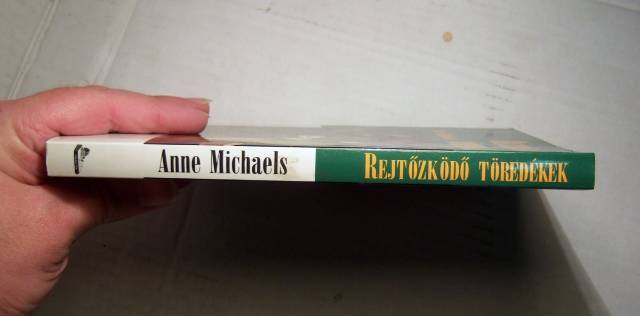 Anne Michaels
REJTŐZKÖDŐ TÖREDÉKEK